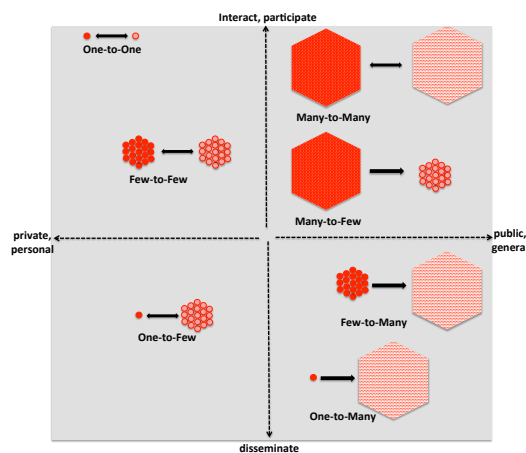 Interact, participate
One-to-One
Many-to-Many
Few-to-Few
Many-to-Few
private,
personal
public,
genera
One-to-Few
Few-to-Many
One-to-Many
disseminate